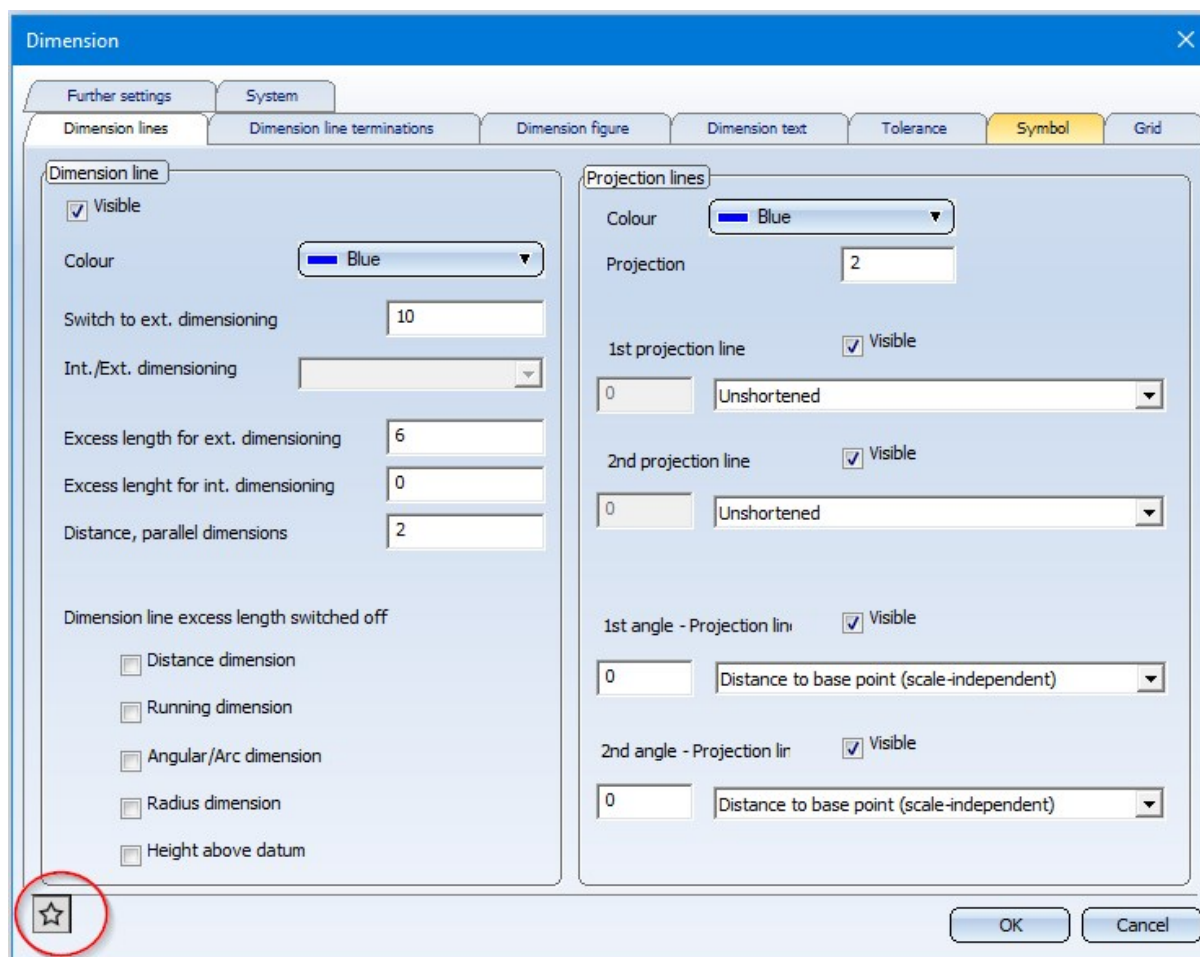 Dimension
Further settings
System
Dimension lines
Dimension line terminations
Dimension figure
Dimension text
Tolerance
Symbol
Grid
Dimension line
Visible
Colour
Blue
Switch to ext. dimensioning
10
Int./Ext. dimensioning
Excess length for ext. dimensioning
6
Excess lenght for int. dimensioning
0
Distance, parallel dimensions
2
Dimension line excess length switched off
Distance dimension
Running dimension
Angular/Arc dimension
Radius dimension
Height above datum
Projection lines
Colour
Blue
Projection
2
1st projection line
Visible
0
Unshortened
2nd projection line
Visible
0
Unshortened
1st angle - Projection line
Visible
0
Distance to base point (scale-independent)
2nd angle - Projection lin
Visible
0
Distance to base point (scale-independent)
OK
Cancel